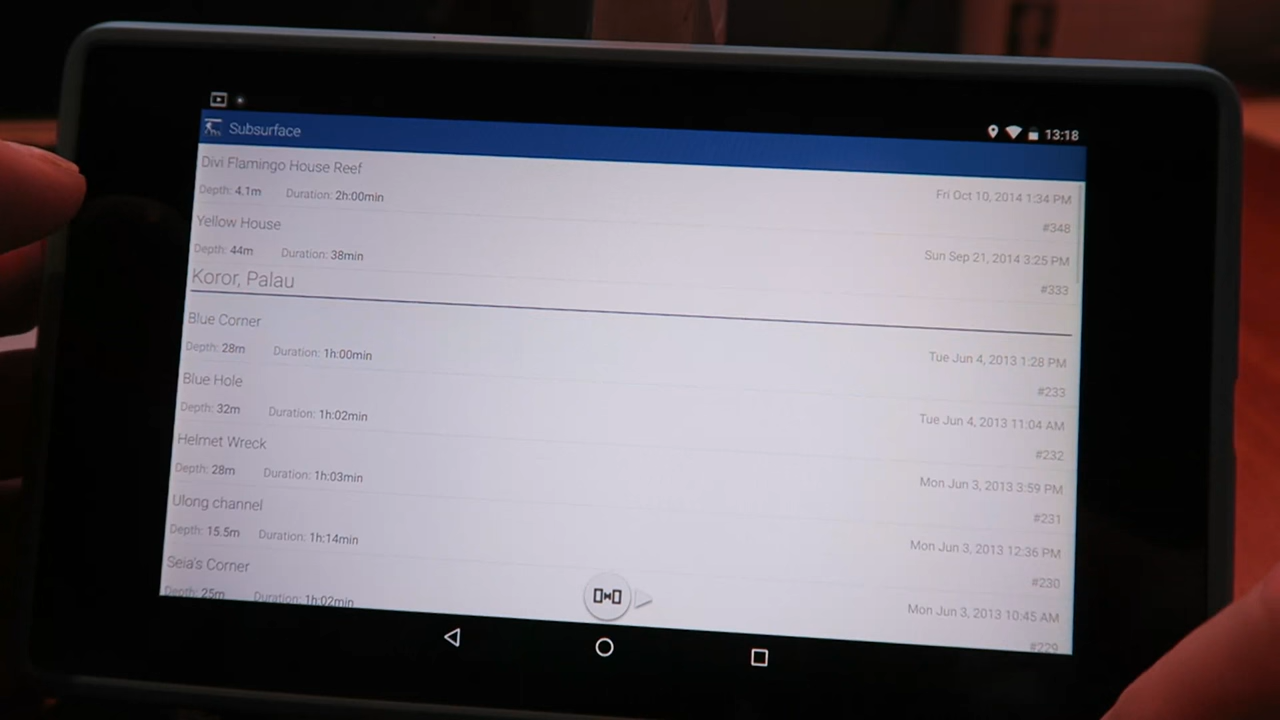 13:18
Subsurface
Divi Flamingo House Reef
Depth: 4.1m Duration: 2h:00min Fri Oct 10, 2014 1:34 PM
#348
Yellow House
Depth: 44m Duration: 38min Sun Sep 21, 2014 3:25 PM
#333
Koror, Palau
Blue Corner
Depth: 28m Duration: 1h:00min Tue Jun 4, 2013 1:28 PM
#233
Blue Hole
Depth: 32m Duration: 1h:02min Tue Jun 4, 2013 11:04 AM
#232
Helmet Wreck
Depth: 28m Duration: 1h:03min Mon Jun 3, 2013 3:59 PM
#231
Ulong channel
Depth: 15.5m Duration: 1h:14min Mon Jun 3, 2013 12:36 PM
#230
Seia's Corner
Depth: 25m Duration: 1h:02min Mon Jun 3, 2013 10:45 AM
#229